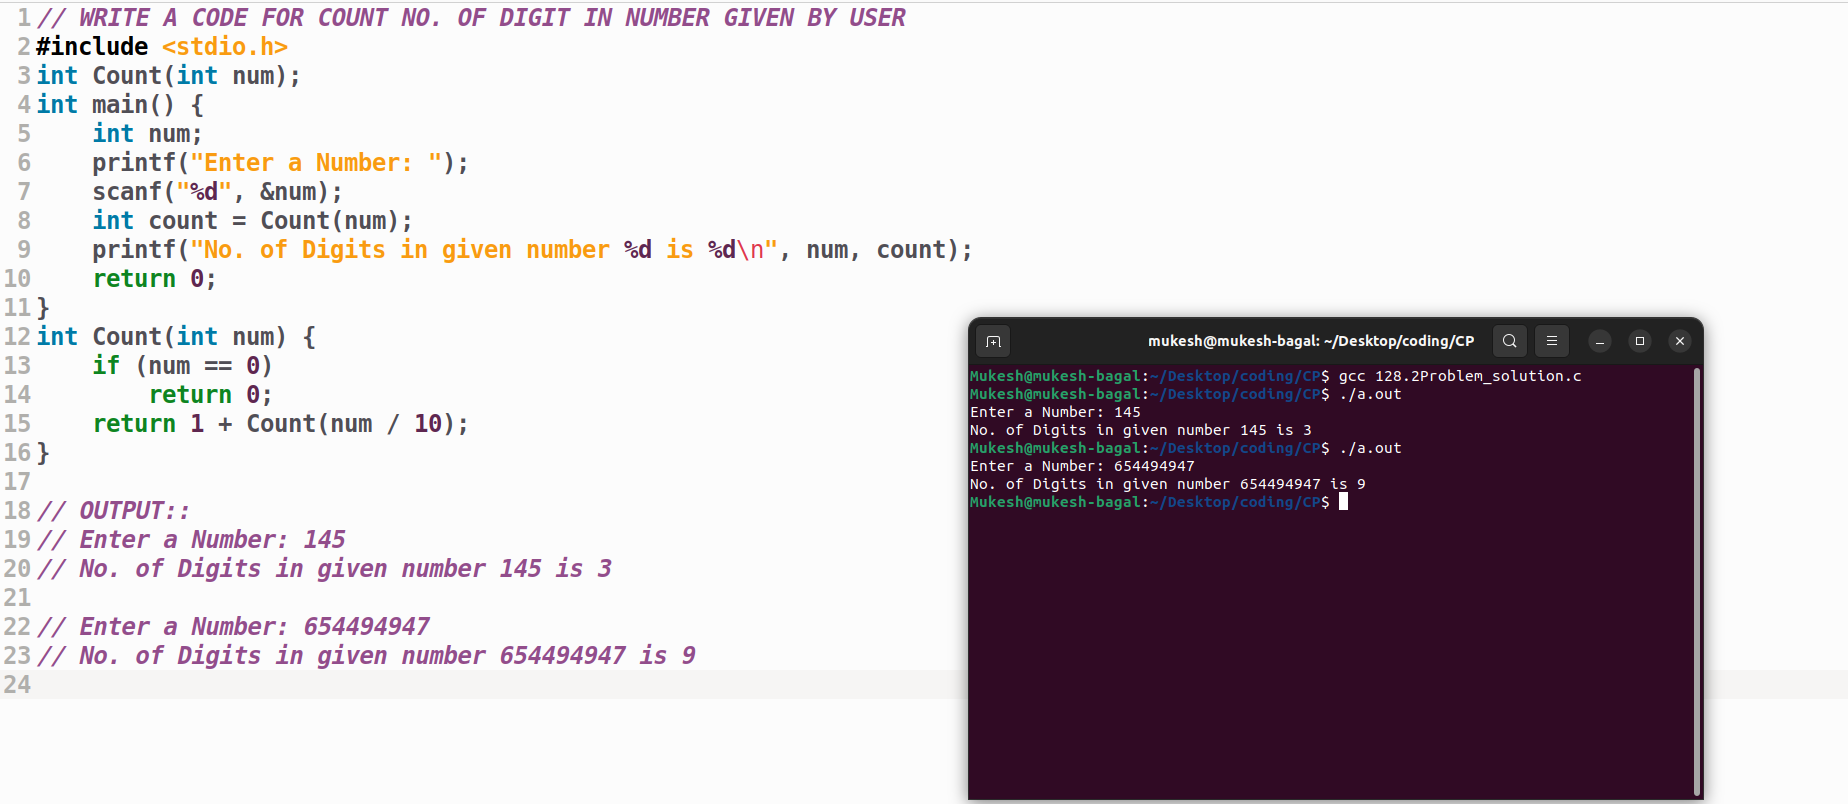 1 // WRITE A CODE FOR COUNT NO. OF DIGIT IN NUMBER GIVEN BY USER
2 #include <stdio.h>
3 int Count(int num);
4 int main() {
5     int num;
6     printf("Enter a Number: ");
7     scanf("%d", &num);
8     int count = Count(num);
9     printf("No. of Digits in given number %d is %d\n", num, count);
10     return 0;
11 }
12 int Count(int num) {
13     if (num == 0)
14         return 0;
15     return 1 + Count(num / 10);
16 }
17
18 // OUTPUT::
19 // Enter a Number: 145
20 // No. of Digits in given number 145 is 3
21
22 // Enter a Number: 654494947
23 // No. of Digits in given number 654494947 is 9
24
mukesh@mukesh-bagal: ~/Desktop/coding/CP
Mukesh@mukesh-bagal:~/Desktop/coding/CP$ gcc 128.2Problem_solution.c
Mukesh@mukesh-bagal:~/Desktop/coding/CP$ ./a.out
Enter a Number: 145
No. of Digits in given number 145 is 3
Mukesh@mukesh-bagal:~/Desktop/coding/CP$ ./a.out
Enter a Number: 654494947
No. of Digits in given number 654494947 is 9
Mukesh@mukesh-bagal:~/Desktop/coding/CP$